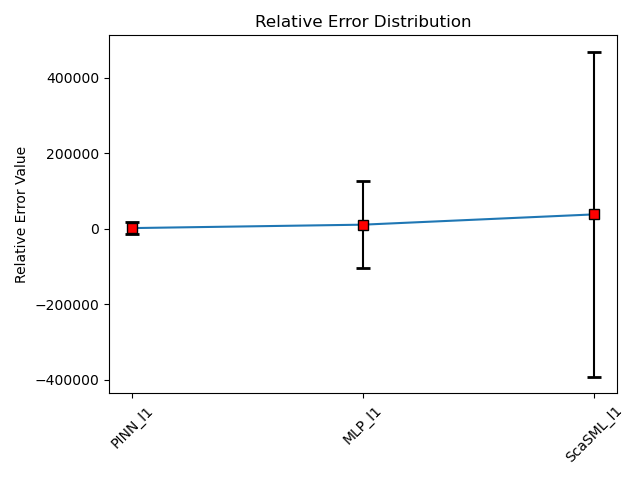 Relative Error Distribution
Relative Error Value
400000
200000
0
−200000
−400000
PINN_l1
MLP_l1
ScaSML_l1